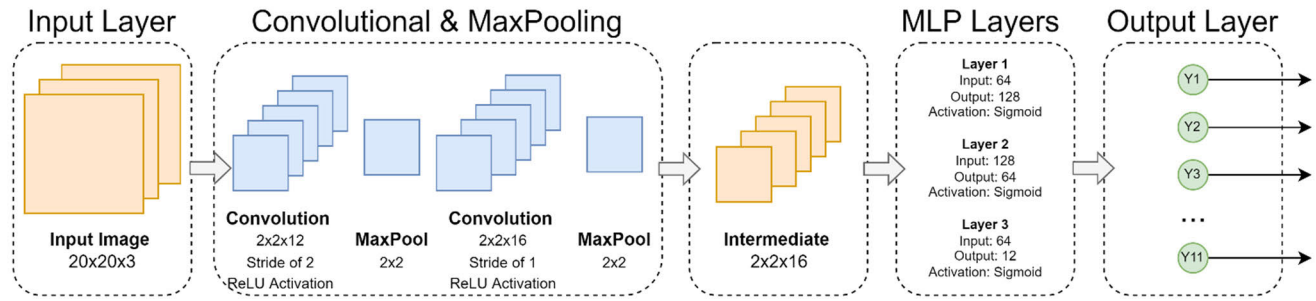 Input Layer
Convolutional & MaxPooling
MLP Layers
Output Layer
Input Image
20x20x3
Convolution
2x2x12
Stride of 2
ReLU Activation
MaxPool
2x2
Convolution
2x2x16
Stride of 1
ReLU Activation
MaxPool
2x2
Intermediate
2x2x16
Layer 1
Input: 64
Output: 128
Activation: Sigmoid
Layer 2
Input: 128
Output: 64
Activation: Sigmoid
Layer 3
Input: 64
Output: 12
Activation: Sigmoid
Y1
Y2
Y3
...
Y11